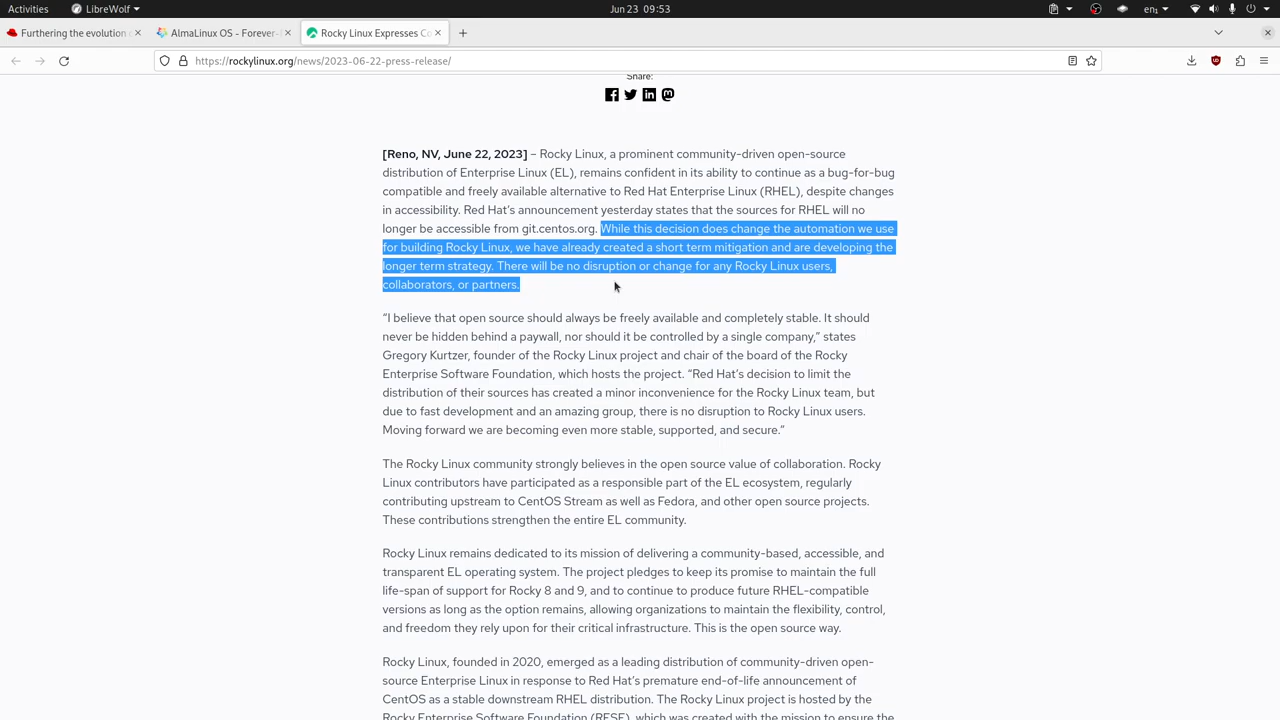 Activities
LibreWolf
Jun 23 09:53
en₁
Furthering the evolution o
AlmaLinux OS - Forever-
Rocky Linux Expresses Co
https://rockylinux.org/news/2023-06-22-press-release/
Share:
[Reno, NV, June 22, 2023] – Rocky Linux, a prominent community-driven open-source
distribution of Enterprise Linux (EL), remains confident in its ability to continue as a bug-for-bug
compatible and freely available alternative to Red Hat Enterprise Linux (RHEL), despite changes
in accessibility. Red Hat’s announcement yesterday states that the sources for RHEL will no
longer be accessible from git.centos.org. While this decision does change the automation we use
for building Rocky Linux, we have already created a short term mitigation and are developing the
longer term strategy. There will be no disruption or change for any Rocky Linux users,
collaborators, or partners.
“I believe that open source should always be freely available and completely stable. It should
never be hidden behind a paywall, nor should it be controlled by a single company,” states
Gregory Kurtzer, founder of the Rocky Linux project and chair of the board of the Rocky
Enterprise Software Foundation, which hosts the project. “Red Hat’s decision to limit the
distribution of their sources has created a minor inconvenience for the Rocky Linux team, but
due to fast development and an amazing group, there is no disruption to Rocky Linux users.
Moving forward we are becoming even more stable, supported, and secure.”
The Rocky Linux community strongly believes in the open source value of collaboration. Rocky
Linux contributors have participated as a responsible part of the EL ecosystem, regularly
contributing upstream to CentOS Stream as well as Fedora, and other open source projects.
These contributions strengthen the entire EL community.
Rocky Linux remains dedicated to its mission of delivering a community-based, accessible, and
transparent EL operating system. The project pledges to keep its promise to maintain the full
life-span of support for Rocky 8 and 9, and to continue to produce future RHEL-compatible
versions as long as the option remains, allowing organizations to maintain the flexibility, control,
and freedom they rely upon for their critical infrastructure. This is the open source way.
Rocky Linux, founded in 2020, emerged as a leading distribution of community-driven open-
source Enterprise Linux in response to Red Hat’s premature end-of-life announcement of
CentOS as a stable downstream RHEL distribution. The Rocky Linux project is hosted by the
Rocky Enterprise Software Foundation (RESF), which was created with the mission to ensure the